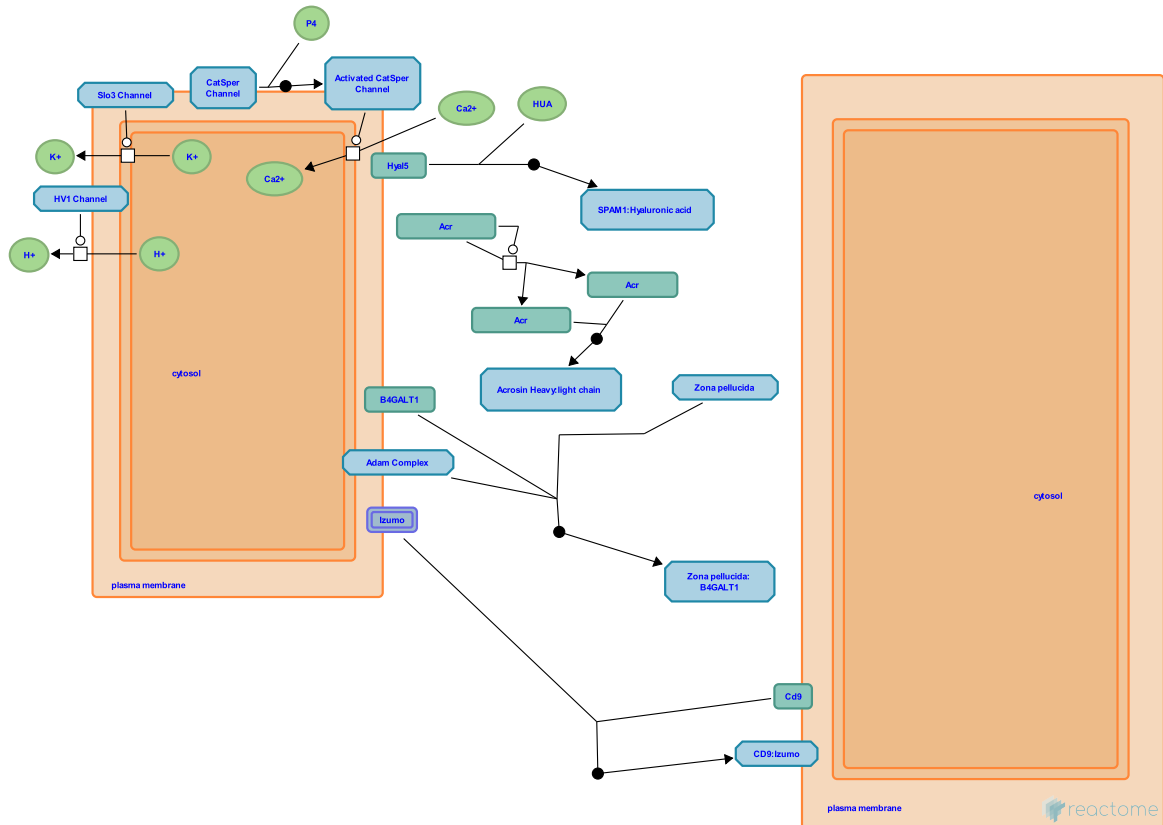 P4
CatSper
Channel
Activated CatSper
Channel
Slo3 Channel
Ca2+
HUA
K+
K+
Ca2+
Hyal5
HV1 Channel
SPAM1:Hyaluronic acid
Acr
H+
H+
Acr
Acr
cytosol
Acrosin Heavy:light chain
Zona pellucida
B4GALT1
Adam Complex
cytosol
Izumo
Zona pellucida:
B4GALT1
plasma membrane
Cd9
CD9:Izumo
plasma membrane
reactome